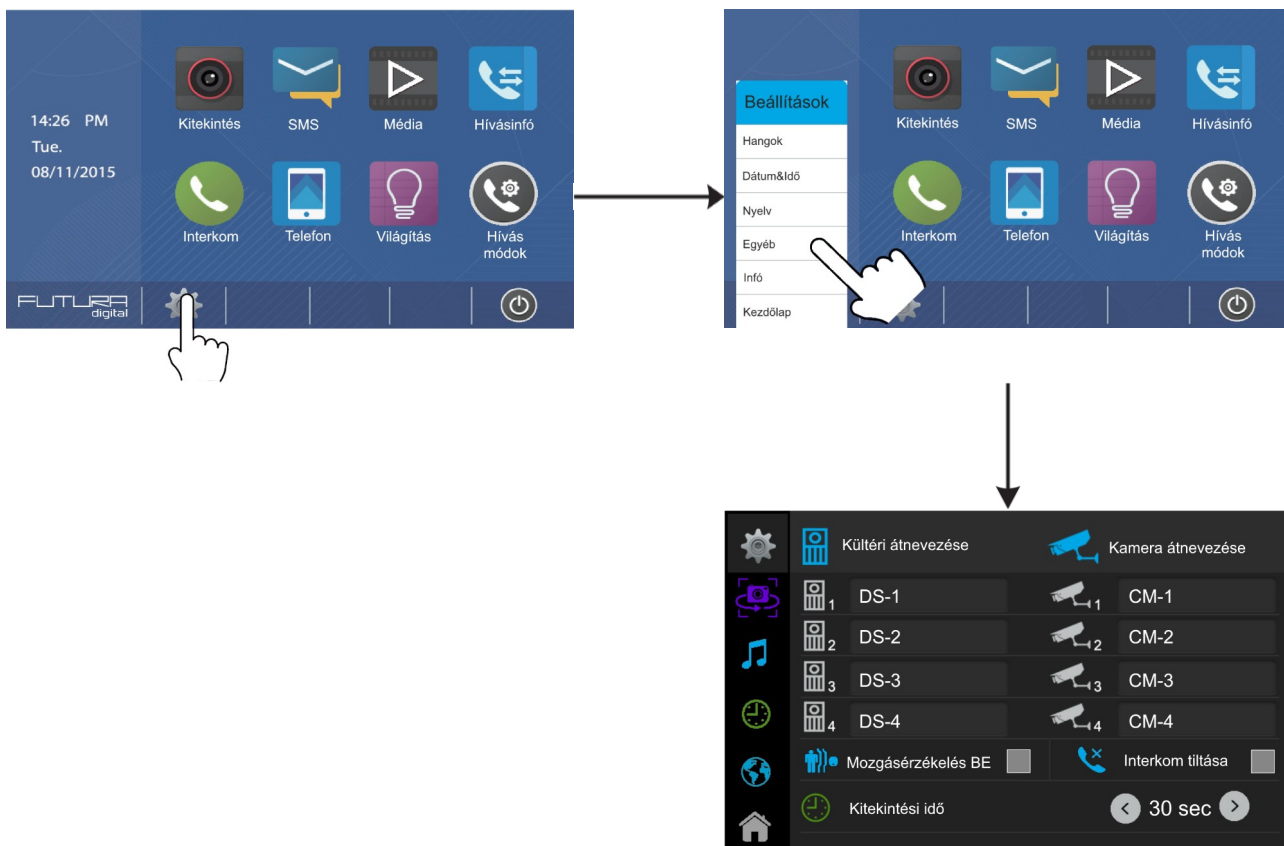 14:26 PM
Tue.
08/11/2015
Kitekintés
SMS
Média
Hívásinfó
Interkom
Telefon
Világítás
Hívás
módok
FUTURA
digital
Beállítások
Hangok
Dátum&Idő
Nyelv
Egyéb
Infó
Kezdőlap
Kitekintés
SMS
Média
Hívásinfó
Interkom
Telefon
Világítás
Hívás
módok
Kültéri átnevezése
Kamera átnevezése
1 DS-1
1 CM-1
2 DS-2
2 CM-2
3 DS-3
3 CM-3
4 DS-4
4 CM-4
Mozgásérzékelés BE
Interkom tiltása
Kitekintési idő
< 30 sec >